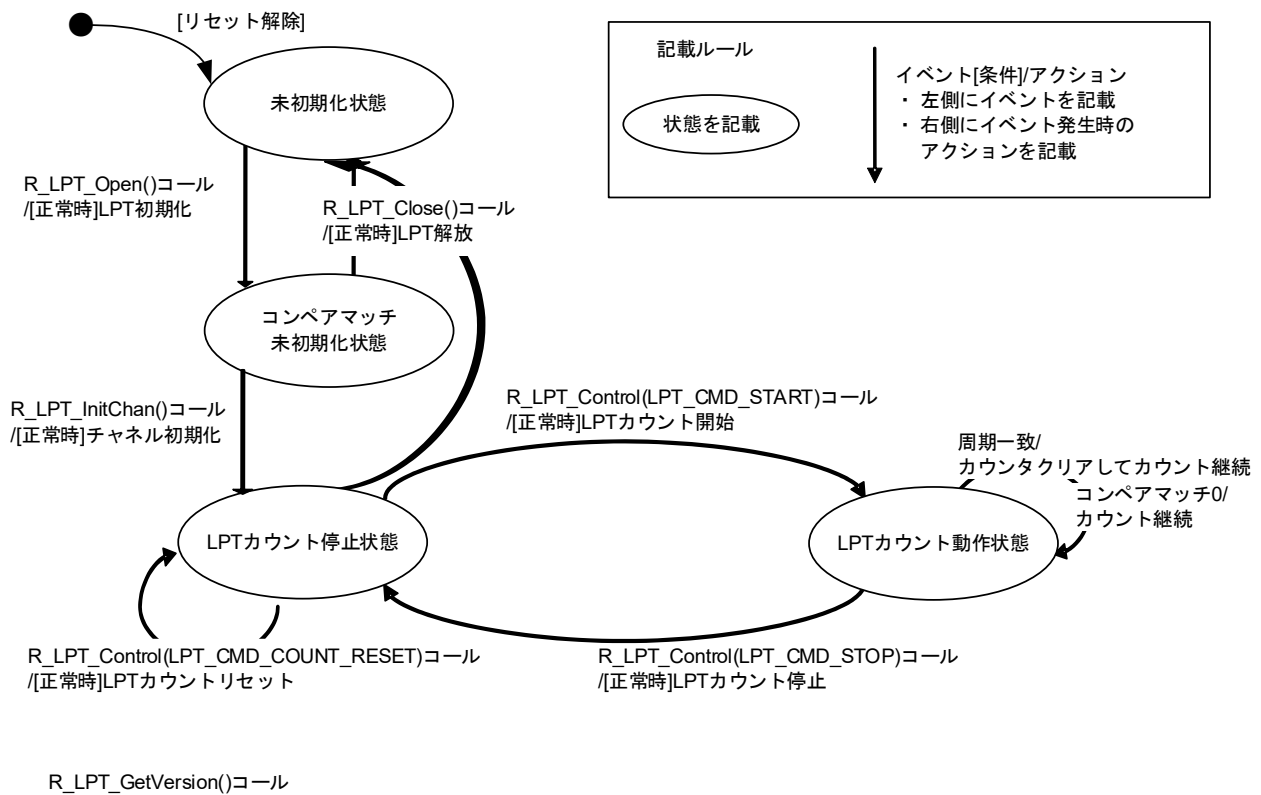 [リセット解除]
未初期化状態
記載ルール
状態を記載
イベント[条件]/アクション
・ 左側にイベントを記載
・ 右側にイベント発生時の
アクションを記載
R_LPT_Open()コール
/[正常時]LPT初期化
R_LPT_Close()コール
/[正常時]LPT解放
コンペアマッチ
未初期化状態
R_LPT_InitChan()コール
/[正常時]チャネル初期化
R_LPT_Control(LPT_CMD_START)コール
/[正常時]LPTカウント開始
周期一致/
カウンタクリアしてカウント継続
コンペアマッチ0/
カウント継続
LPTカウント停止状態
LPTカウント動作状態
R_LPT_Control(LPT_CMD_COUNT_RESET)コール
/[正常時]LPTカウントリセット
R_LPT_Control(LPT_CMD_STOP)コール
/[正常時]LPTカウント停止
R_LPT_GetVersion()コール